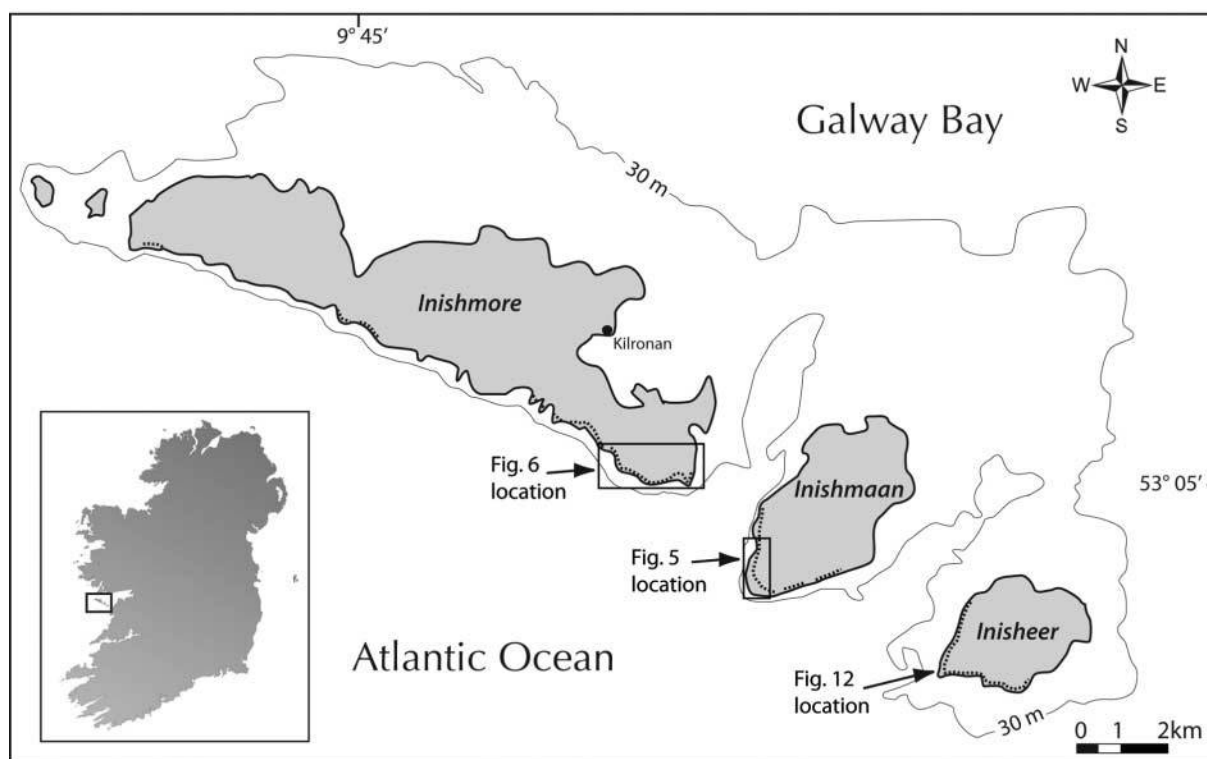 9° 45'
N
W E
S
Galway Bay
30 m
Inishmore
Kilronan
Fig. 6
location
Inishmaan
53° 05'
Fig. 5
location
Inisheer
Atlantic Ocean
Fig. 12
location
30 m
0 1 2km